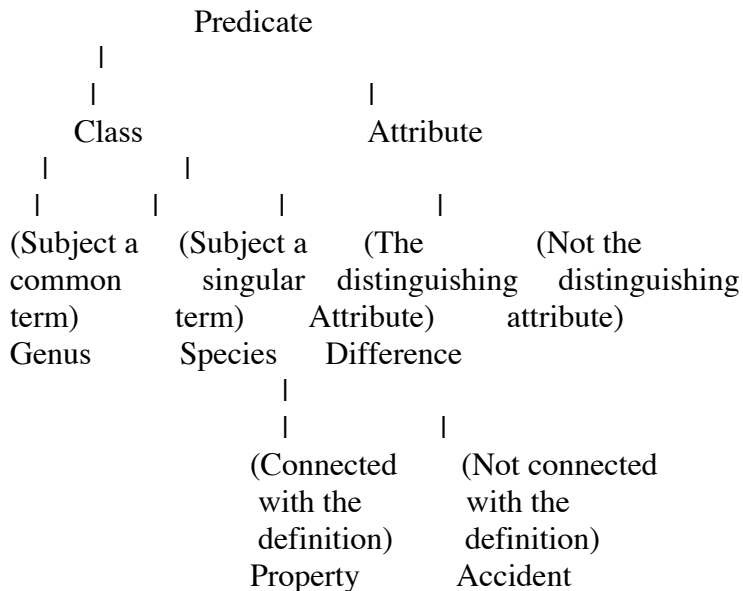 Predicate
|
| |
Class Attribute
| |
| | | |
(Subject a (Subject a (The (Not the
common singular distinguishing distinguishing
term) term) Attribute) attribute)
Genus Species Difference
|
| |
(Connected (Not connected
with the with the
definition) definition)
Property Accident